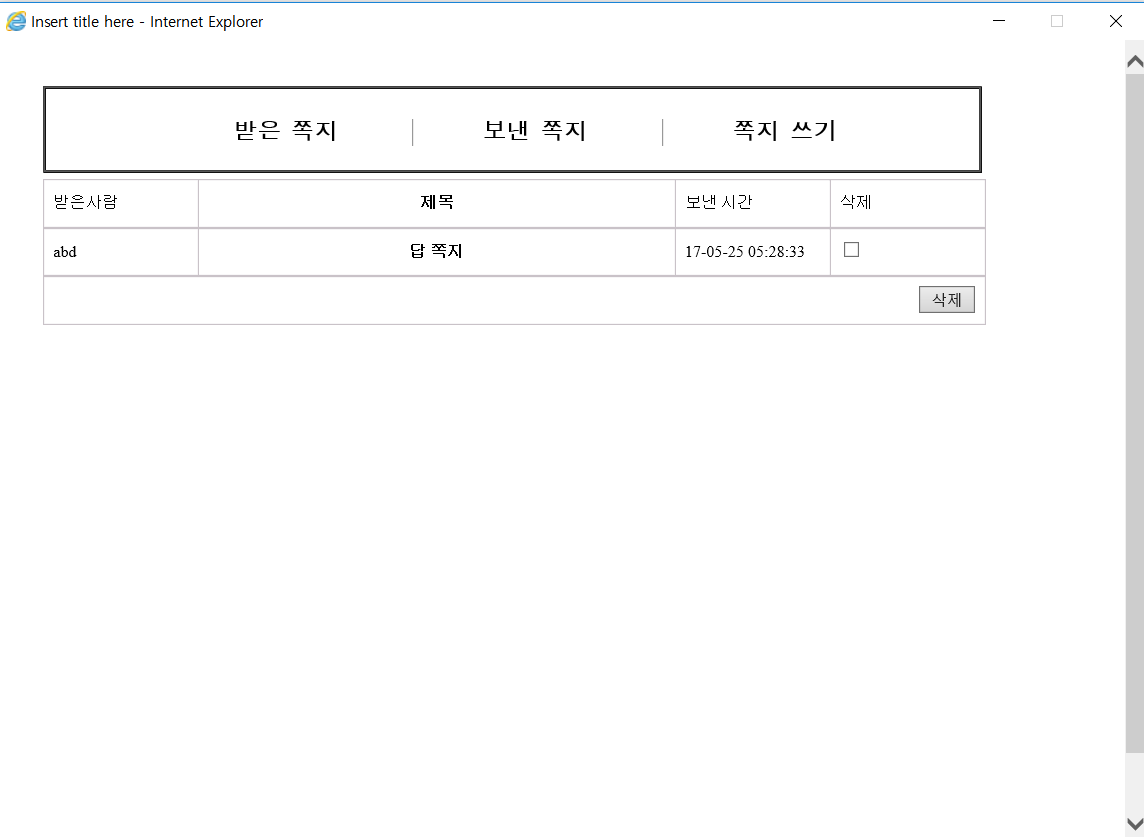 Insert title here - Internet Explorer
받은 쪽지 보낸 쪽지 쪽지 쓰기
받은사람 제목 보낸 시간 삭제
abd 답 쪽지 17-05-25 05:28:33
삭제